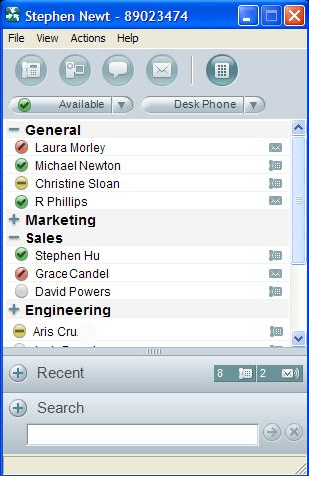 Stephen Newt - 89023474
File View Actions Help
Available Desk Phone
General
Laura Morley
Michael Newton
Christine Sloan
R Phillips
Marketing
Sales
Stephen Hu
Grace Candel
David Powers
Engineering
Aris Cru
Recent 8 2
Search